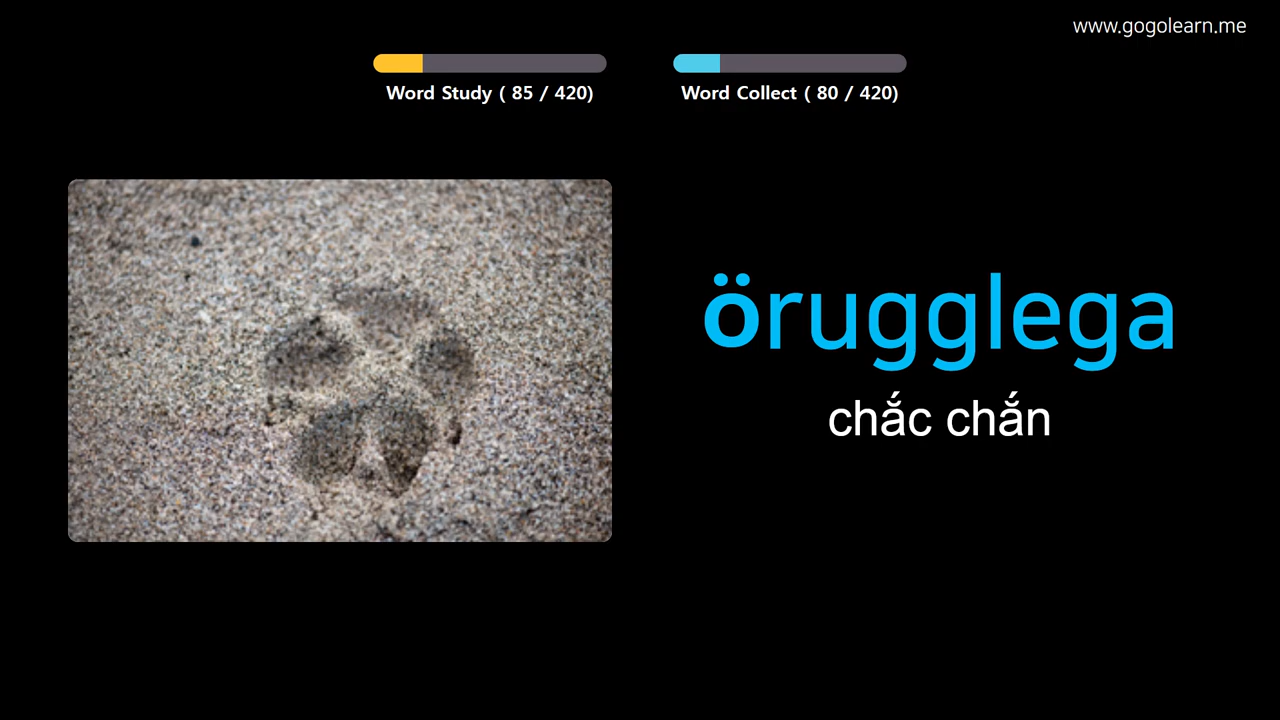 www.gogolearn.me
Word Study ( 85 / 420)
Word Collect ( 80 / 420)
örugglega
chắc chắn